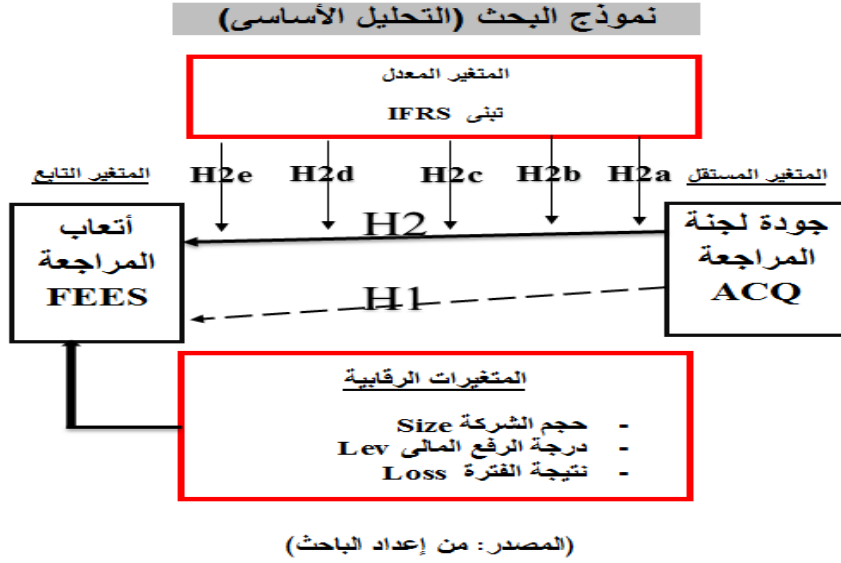 نموذج البحث (التحليل الأساسى)
المتغير المعدل
تبنى IFRS
المتغير المستقل
H2a
H2b
H2c
H2d
H2e
المتغير التابع
جودة لجنة
المراجعة
ACQ
H2
H1
أتعاب
المراجعة
FEES
المتغيرات الرقابية
- حجم الشركة Size
- درجة الرفع المالى Lev
- نتيجة الفترة Loss
(المصدر: من إعداد الباحث)